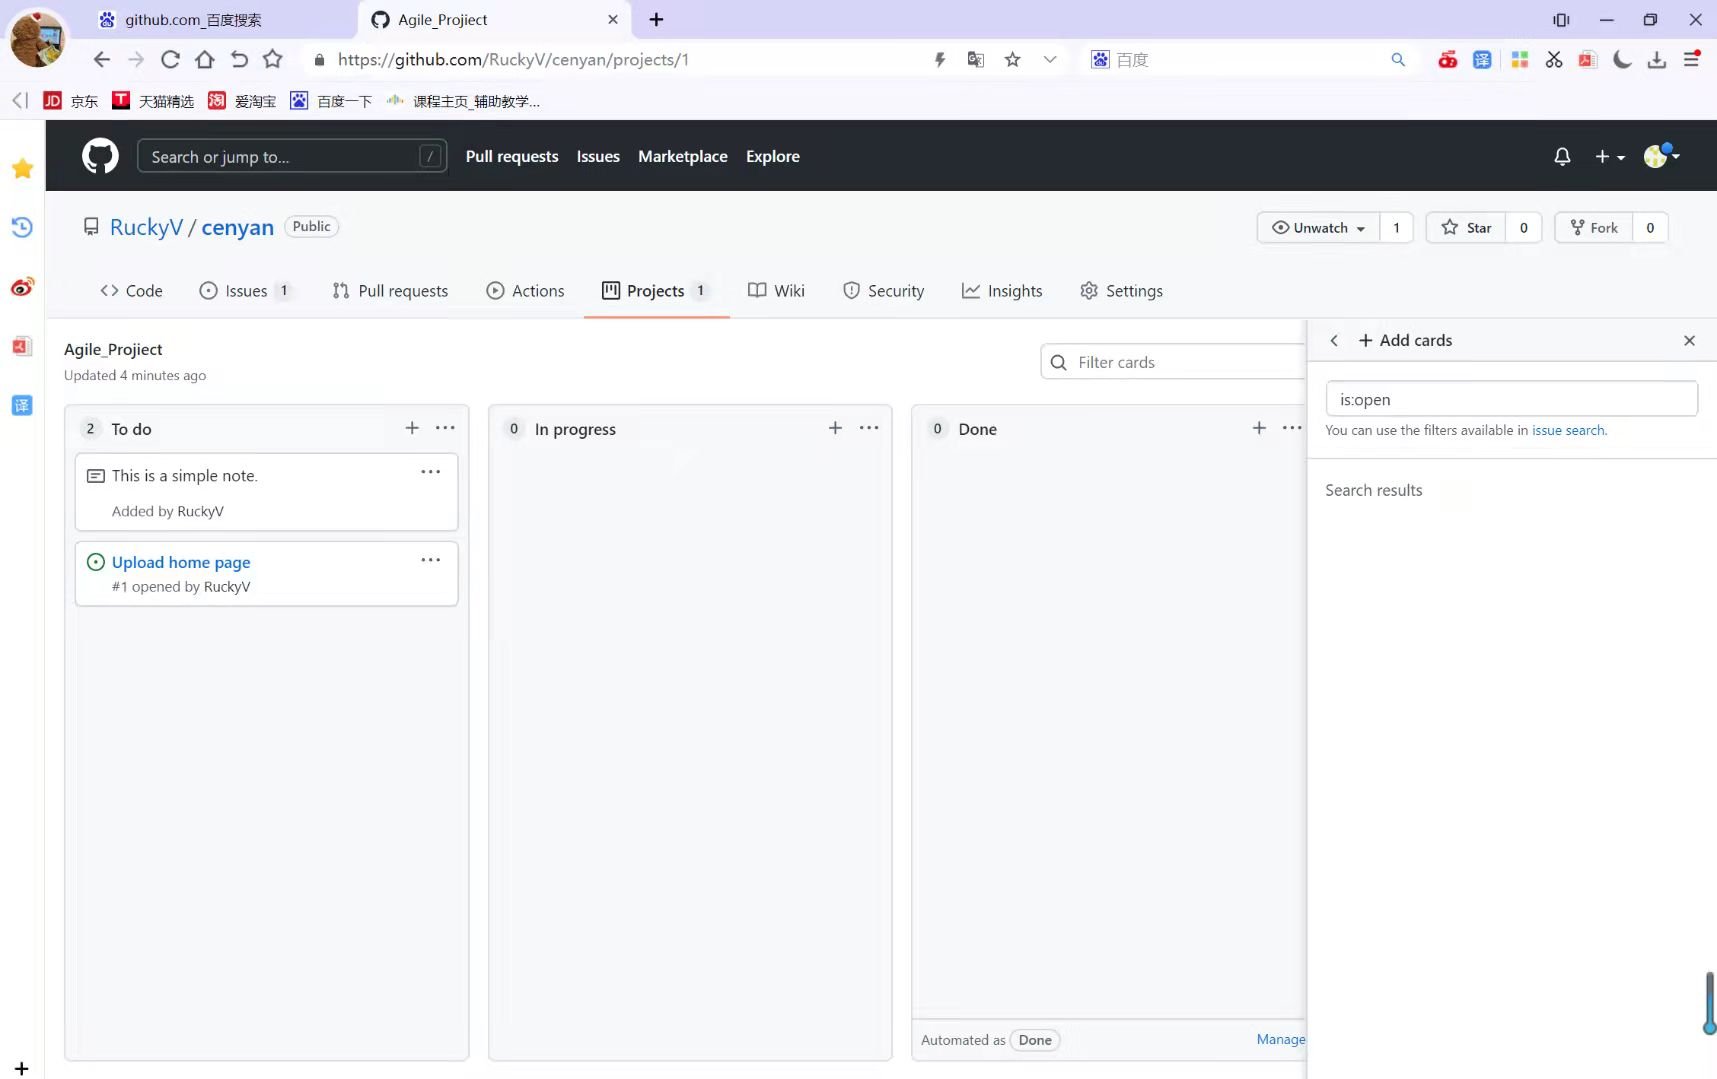 github.com_百度搜索
Agile_Projiect
https://github.com/RuckyV/cenyan/projects/1
百度
JD 京东
T 天猫精选
淘 爱淘宝
百度一下
课程主页_辅助教学...
Search or jump to... /
Pull requests Issues Marketplace Explore
RuckyV / cenyan Public
Unwatch 1
Star 0
Fork 0
Code
Issues 1
Pull requests
Actions
Projects 1
Wiki
Security
Insights
Settings
Agile_Projiect
Updated 4 minutes ago
Filter cards
2 To do
This is a simple note.
Added by RuckyV
Upload home page
#1 opened by RuckyV
0 In progress
0 Done
Automated as Done
Manage
Add cards
is:open
You can use the filters available in issue search.
Search results
译
译